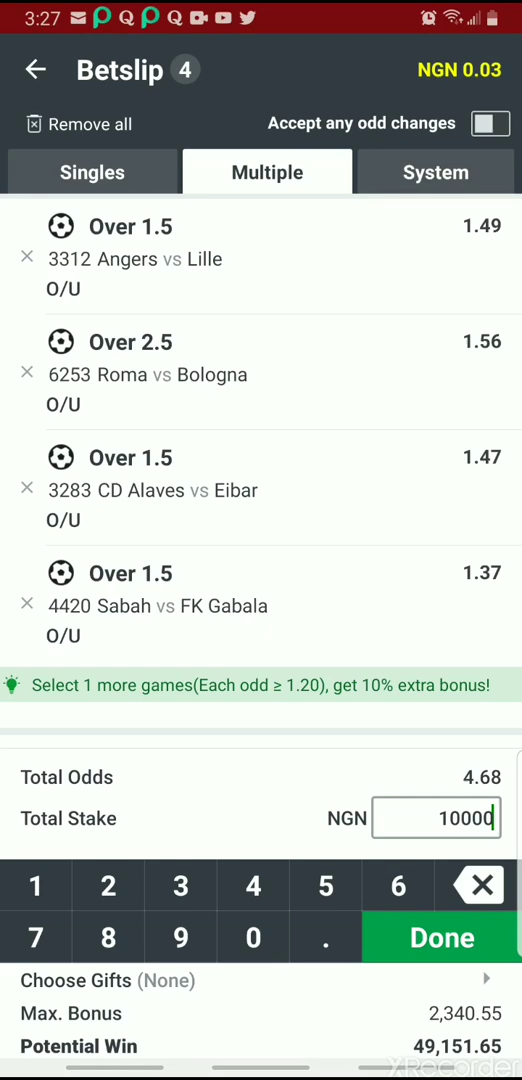 3:27
Betslip 4 NGN 0.03
Remove all Accept any odd changes
Singles Multiple System
Over 1.5 1.49
3312 Angers vs Lille
O/U
Over 2.5 1.56
6253 Roma vs Bologna
O/U
Over 1.5 1.47
3283 CD Alaves vs Eibar
O/U
Over 1.5 1.37
4420 Sabah vs FK Gabala
O/U
Select 1 more games(Each odd ≥ 1.20), get 10% extra bonus!
Total Odds 4.68
Total Stake NGN 10000
1 2 3 4 5 6
7 8 9 0 . Done
Choose Gifts (None)
Max. Bonus 2,340.55
Potential Win 49,151.65
XRecorder